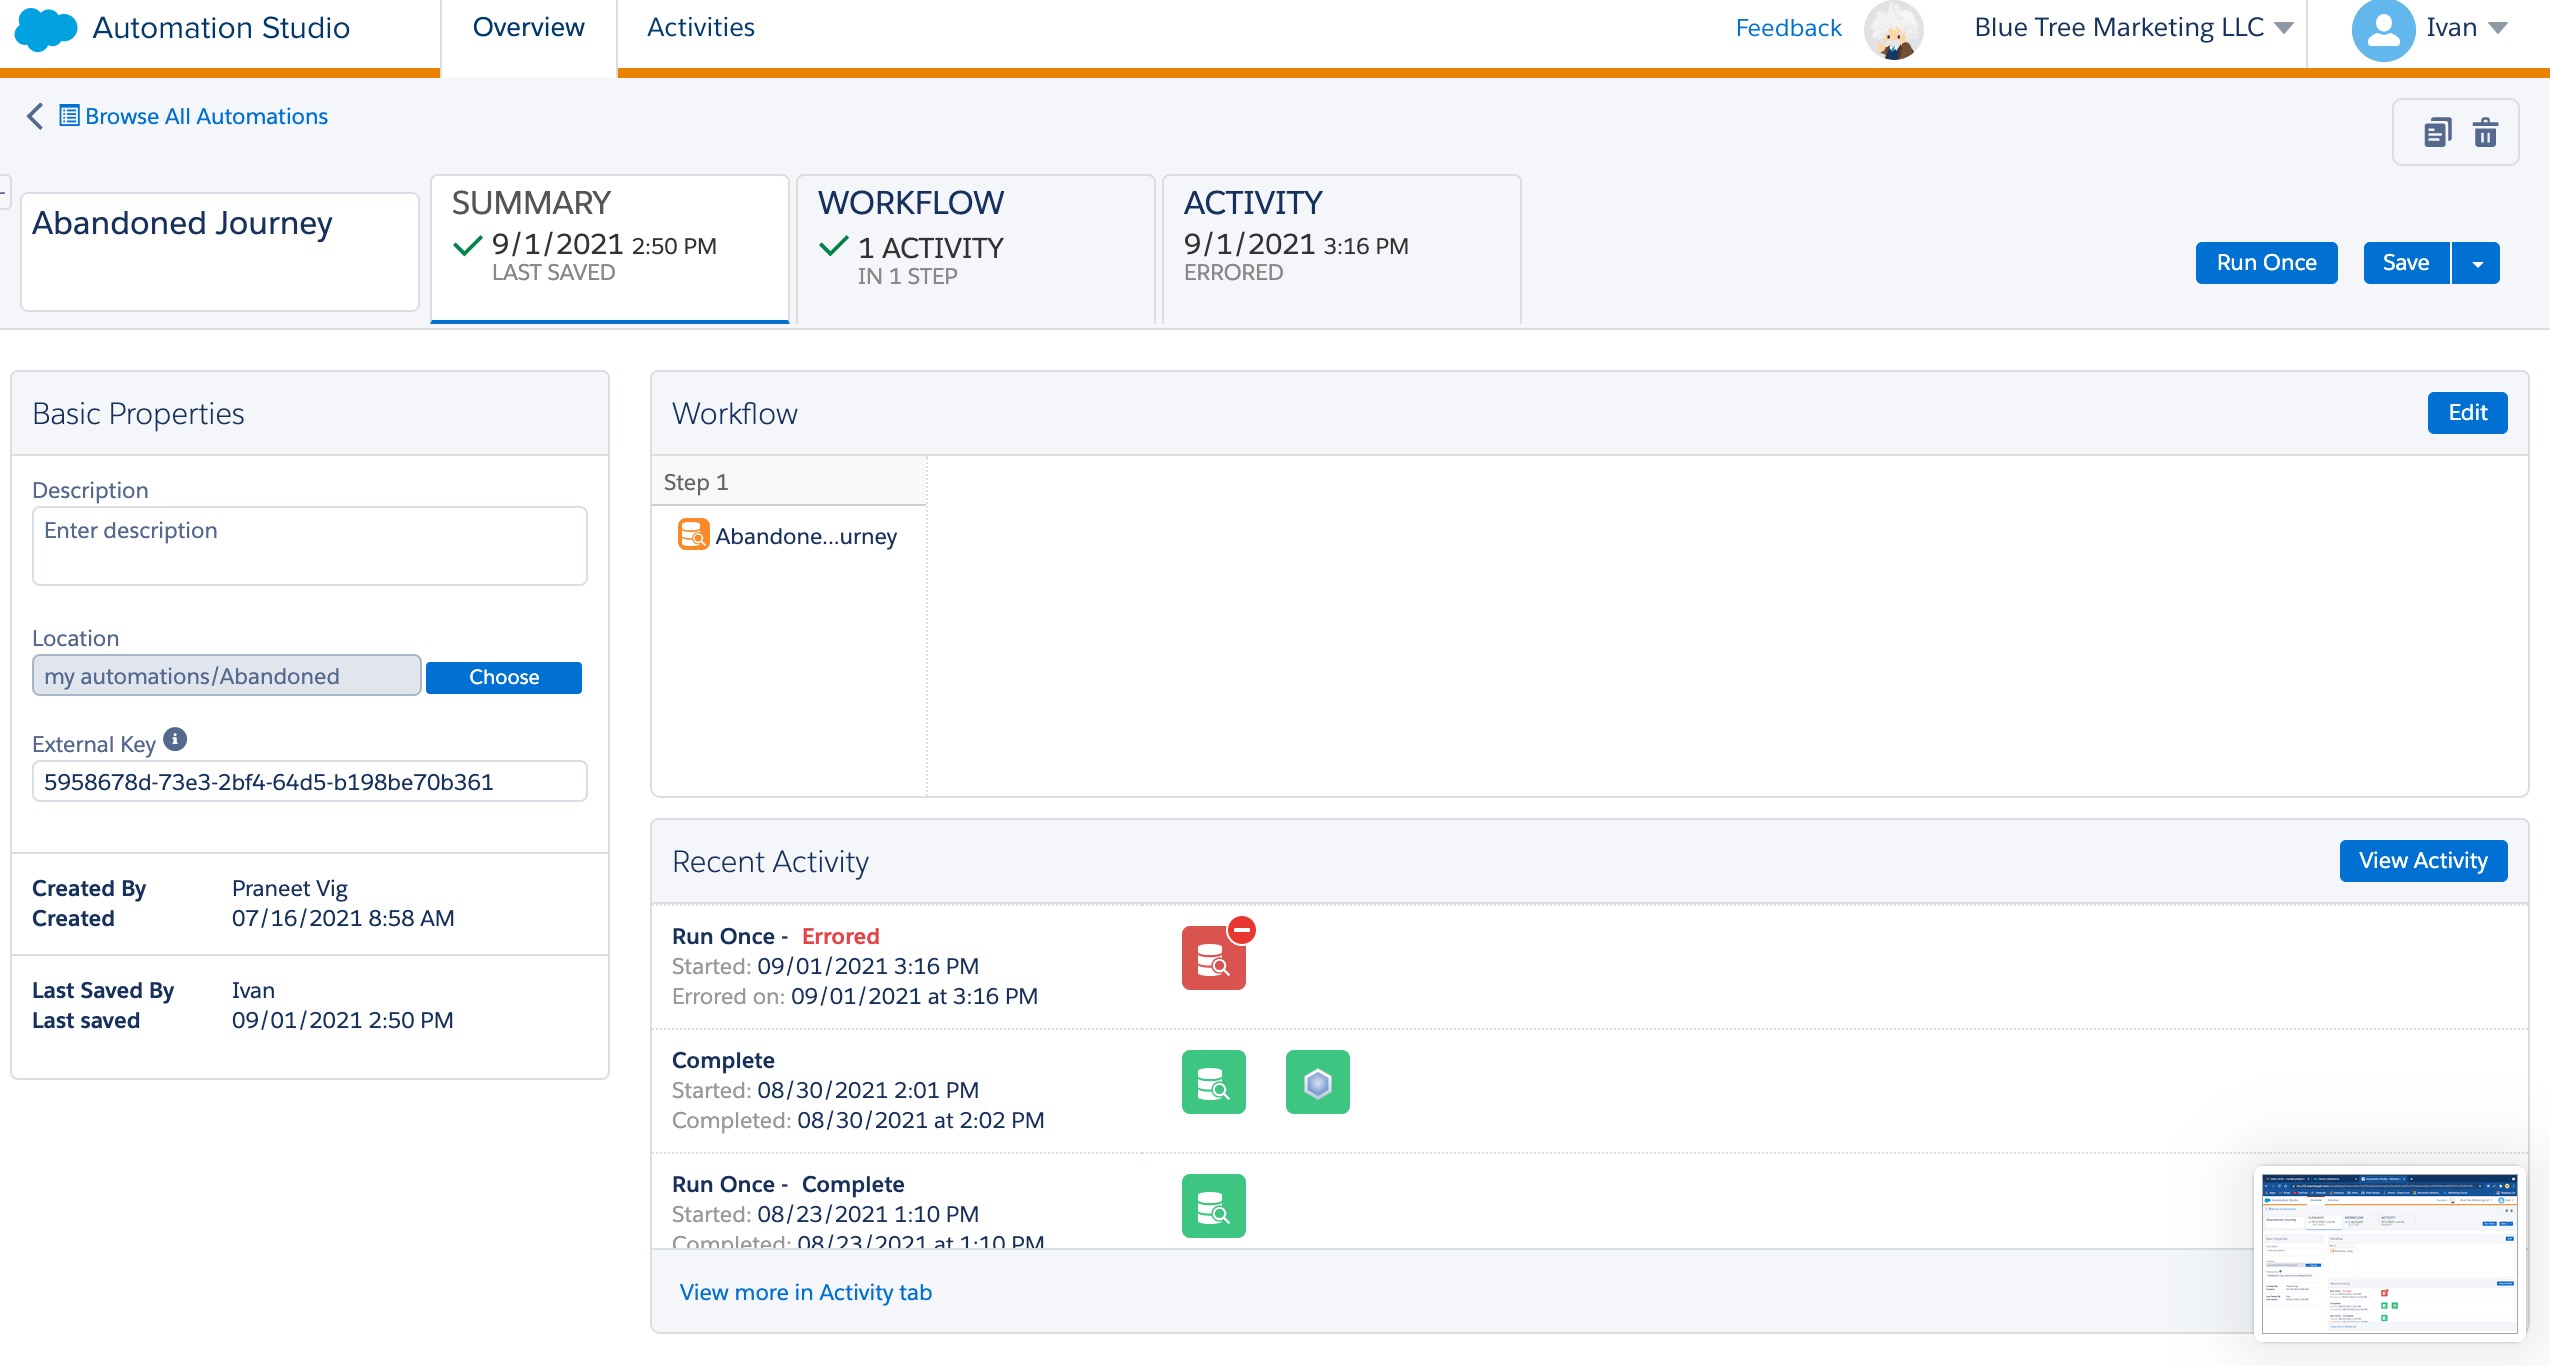 Automation Studio
Overview
Activities
Feedback
Blue Tree Marketing LLC
Ivan
Browse All Automations
Abandoned Journey
SUMMARY
9/1/2021 2:50 PM
LAST SAVED
WORKFLOW
1 ACTIVITY
IN 1 STEP
ACTIVITY
9/1/2021 3:16 PM
ERRORED
Run Once
Save
Basic Properties
Description
Enter description
Location
my automations/Abandoned
Choose
External Key
5958678d-73e3-2bf4-64d5-b198be70b361
Created By Praneet Vig
Created 07/16/2021 8:58 AM
Last Saved By Ivan
Last saved 09/01/2021 2:50 PM
Workflow
Edit
Step 1
Abandone...urney
Recent Activity
View Activity
Run Once - Errored
Started: 09/01/2021 3:16 PM
Errored on: 09/01/2021 at 3:16 PM
Complete
Started: 08/30/2021 2:01 PM
Completed: 08/30/2021 at 2:02 PM
Run Once - Complete
Started: 08/23/2021 1:10 PM
Completed: 08/23/2021 at 1:10 PM
View more in Activity tab